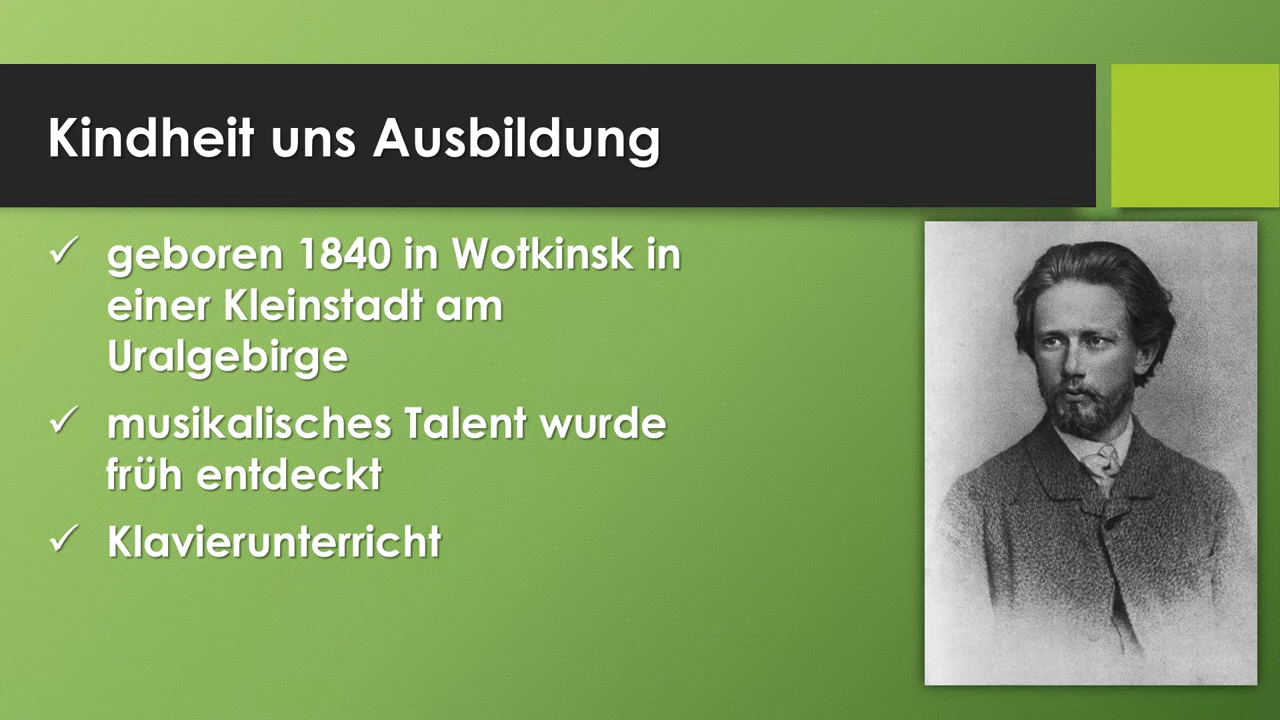 Kindheit uns Ausbildung
✓ geboren 1840 in Wotkinsk in
einer Kleinstadt am
Uralgebirge
✓ musikalisches Talent wurde
früh entdeckt
✓ Klavierunterricht